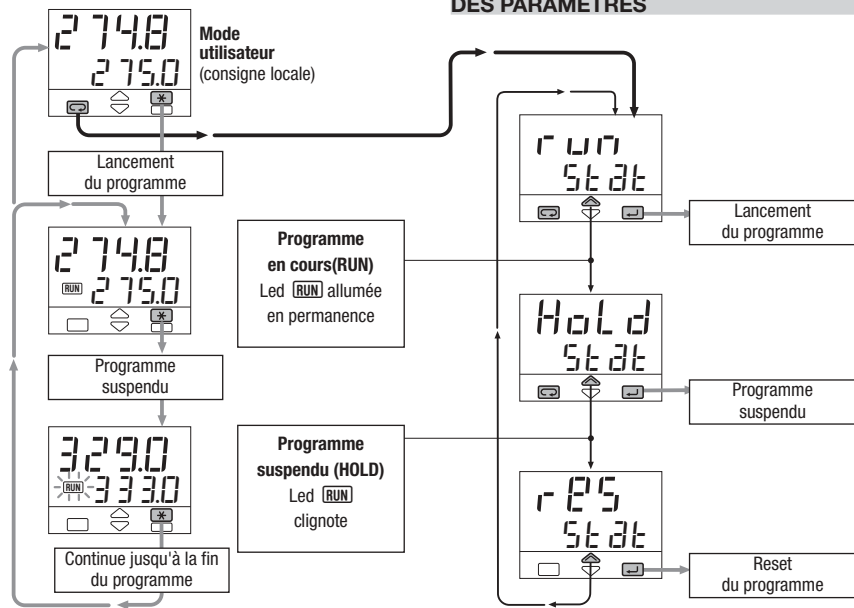 DES PARAMÈTRES
274.8
275.0
Mode
utilisateur
(consigne locale)
Lancement
du programme
274.8
RUN 275.0
Programme
suspendu
329.0
RUN 333.0
Continue jusqu'à la fin
du programme
Programme
en cours(RUN)
Led RUN allumée
en permanence
Programme
suspendu (HOLD)
Led RUN
clignote
run
Stat
Lancement
du programme
HoLd
Stat
Programme
suspendu
rES
Stat
Reset
du programme